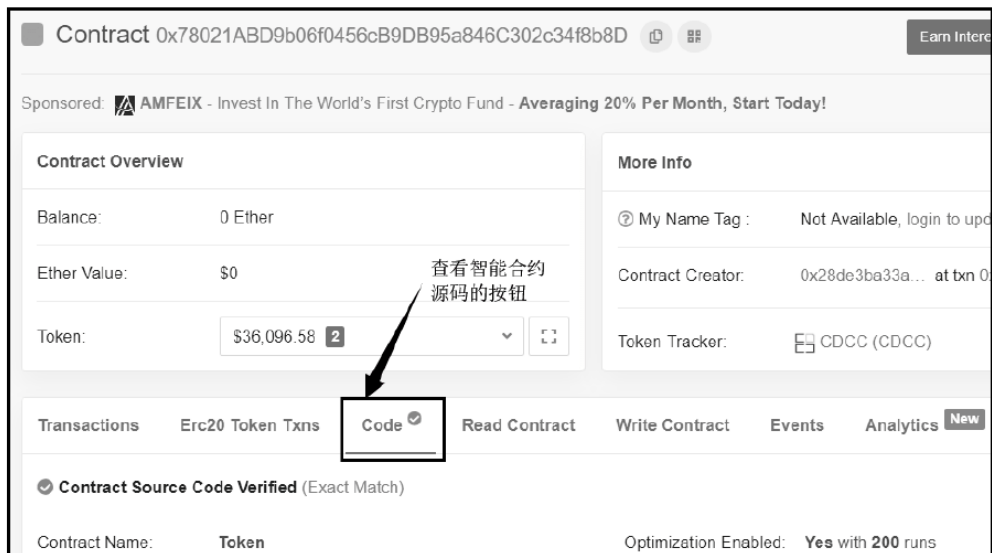 Contract 0x78021ABD9b06f0456cB9DB95a846C302c34f8b8D
Earn Intere
Sponsored: AMFEIX - Invest In The World's First Crypto Fund - Averaging 20% Per Month, Start Today!
Contract Overview
Balance: 0 Ether
Ether Value: $0
Token: $36,096.58 2
查看智能合约
源码的按钮
More Info
My Name Tag : Not Available, login to upd
Contract Creator: 0x28de3ba33a... at txn 0
Token Tracker: CDCC (CDCC)
Transactions Erc20 Token Txns Code Read Contract Write Contract Events Analytics New
Contract Source Code Verified (Exact Match)
Contract Name: Token
Optimization Enabled: Yes with 200 runs